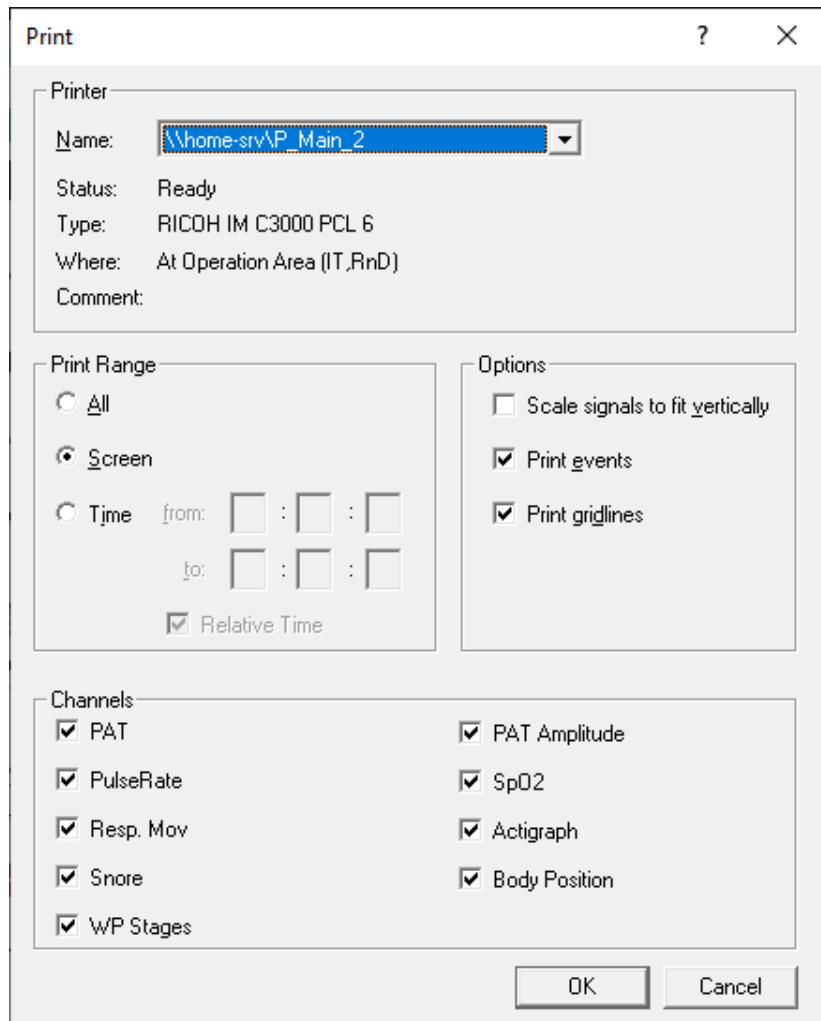 Print
?
Printer
Name: \\home-srv\P_Main_2
Status: Ready
Type: RICOH IM C3000 PCL 6
Where: At Operation Area (IT,RnD)
Comment:
Print Range
All
Screen
Time from: : :
to: : :
Relative Time
Options
Scale signals to fit vertically
Print events
Print gridlines
Channels
PAT
PAT Amplitude
PulseRate
SpO2
Resp. Mov
Actigraph
Snore
Body Position
WP Stages
OK
Cancel